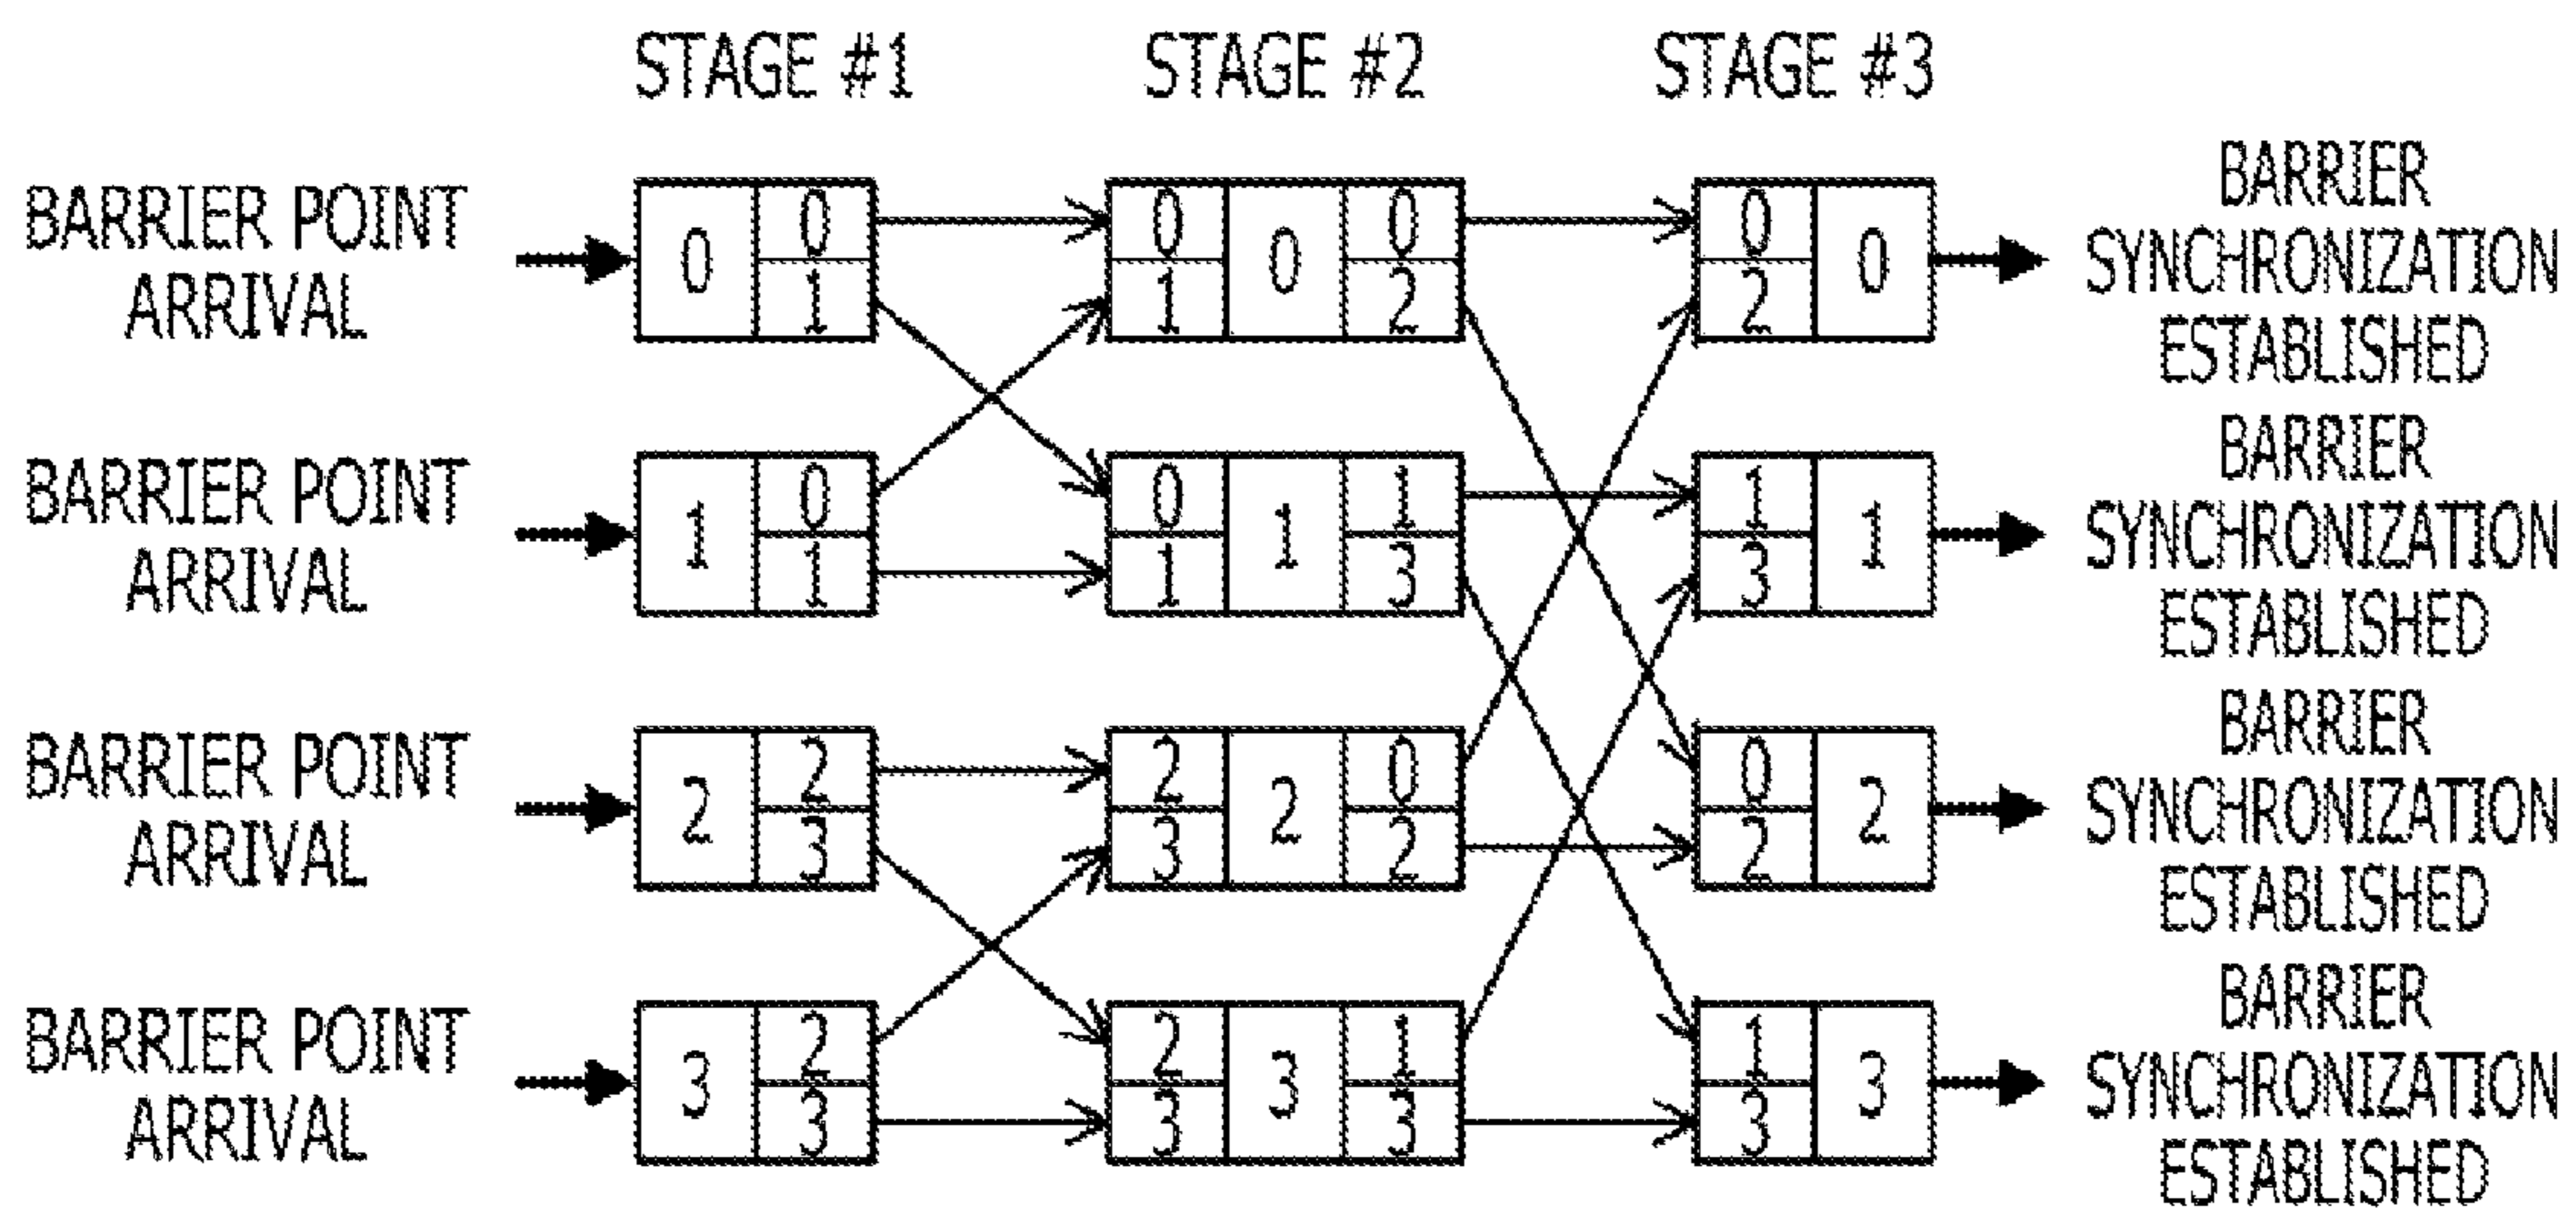 STAGE #1 STAGE #2 STAGE #3
BARRIER POINT
ARRIVAL
0 0 1
0 1 0 0 2
0 2 0
BARRIER
SYNCHRONIZATION
ESTABLISHED
BARRIER POINT
ARRIVAL
1 0 1
0 1 1 1 3
1 3 1
BARRIER
SYNCHRONIZATION
ESTABLISHED
BARRIER POINT
ARRIVAL
2 2 3
2 3 2 0 2
0 2 2
BARRIER
SYNCHRONIZATION
ESTABLISHED
BARRIER POINT
ARRIVAL
3 2 3
2 3 3 1 3
1 3 3
BARRIER
SYNCHRONIZATION
ESTABLISHED